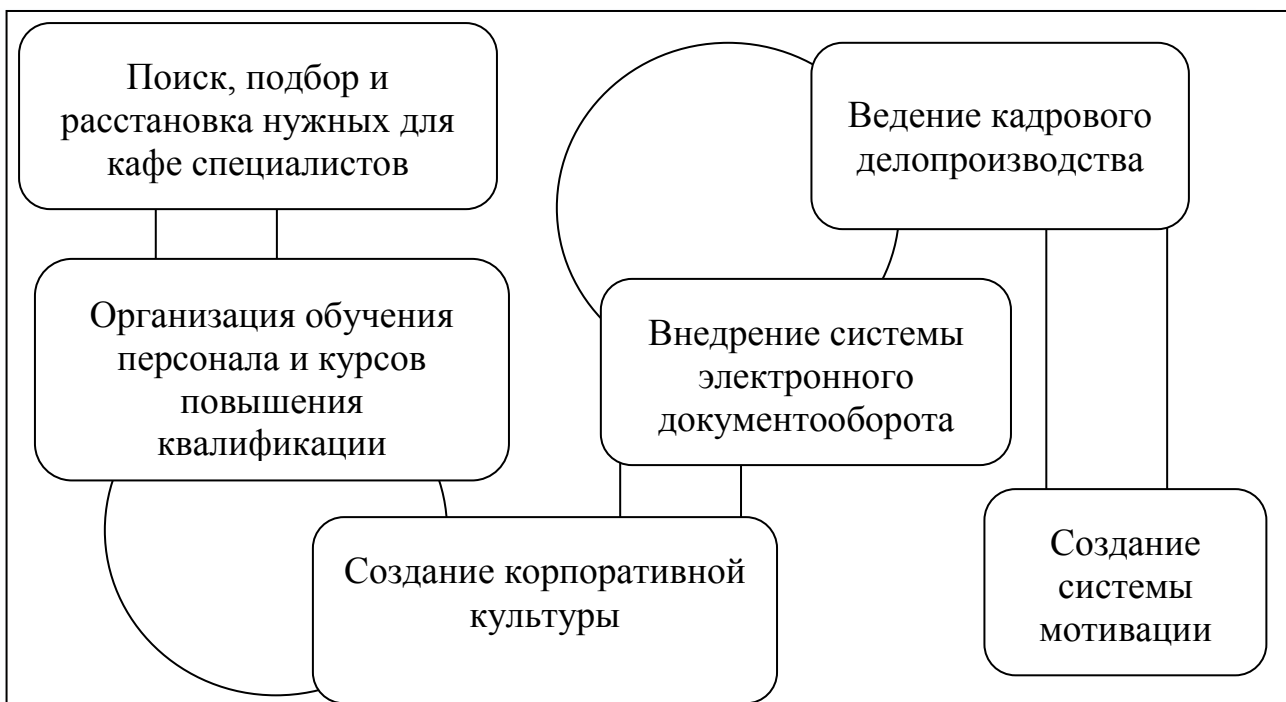 Поиск, подбор и
расстановка нужных для
кафе специалистов
Организация обучения
персонала и курсов
повышения
квалификации
Создание корпоративной
культуры
Внедрение системы
электронного
документооборота
Ведение кадрового
делопроизводства
Создание
системы
мотивации